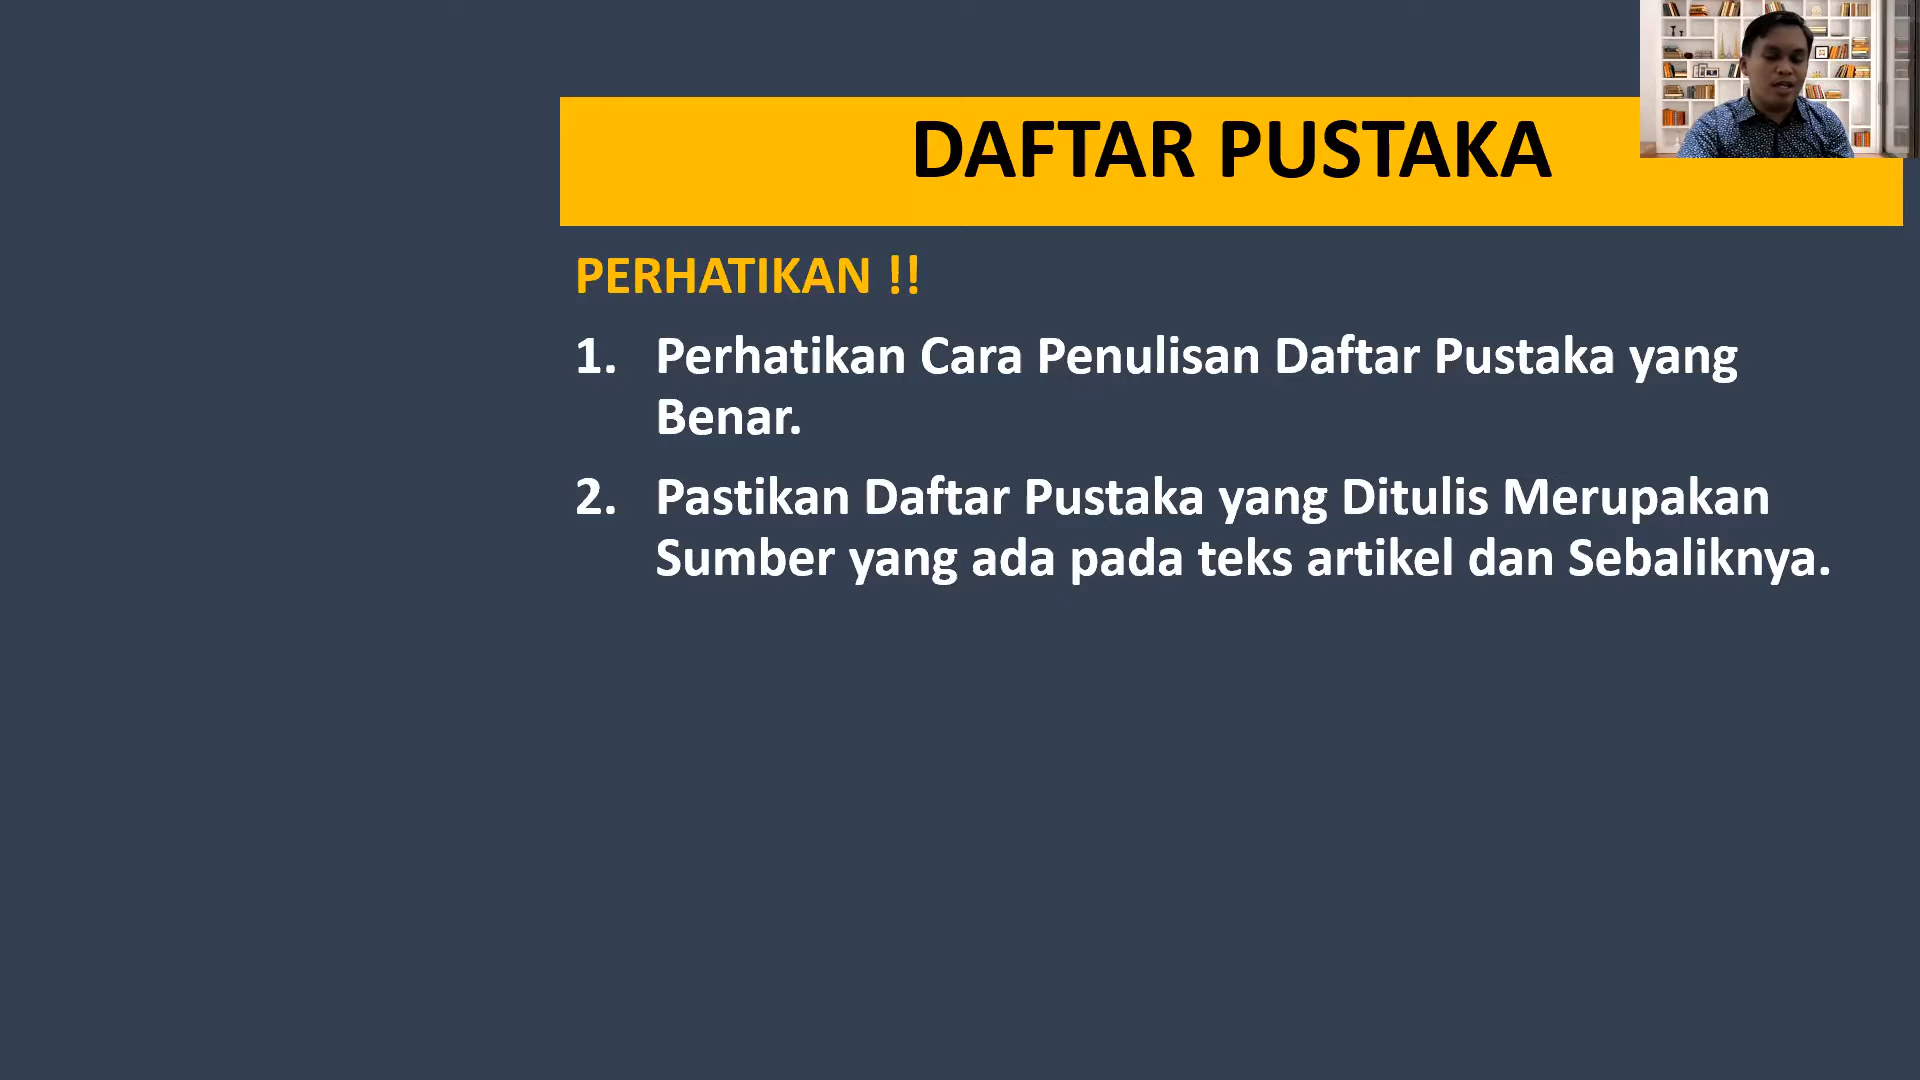 DAFTAR PUSTAKA
PERHATIKAN !!
1. Perhatikan Cara Penulisan Daftar Pustaka yang
Benar.
2. Pastikan Daftar Pustaka yang Ditulis Merupakan
Sumber yang ada pada teks artikel dan Sebaliknya.